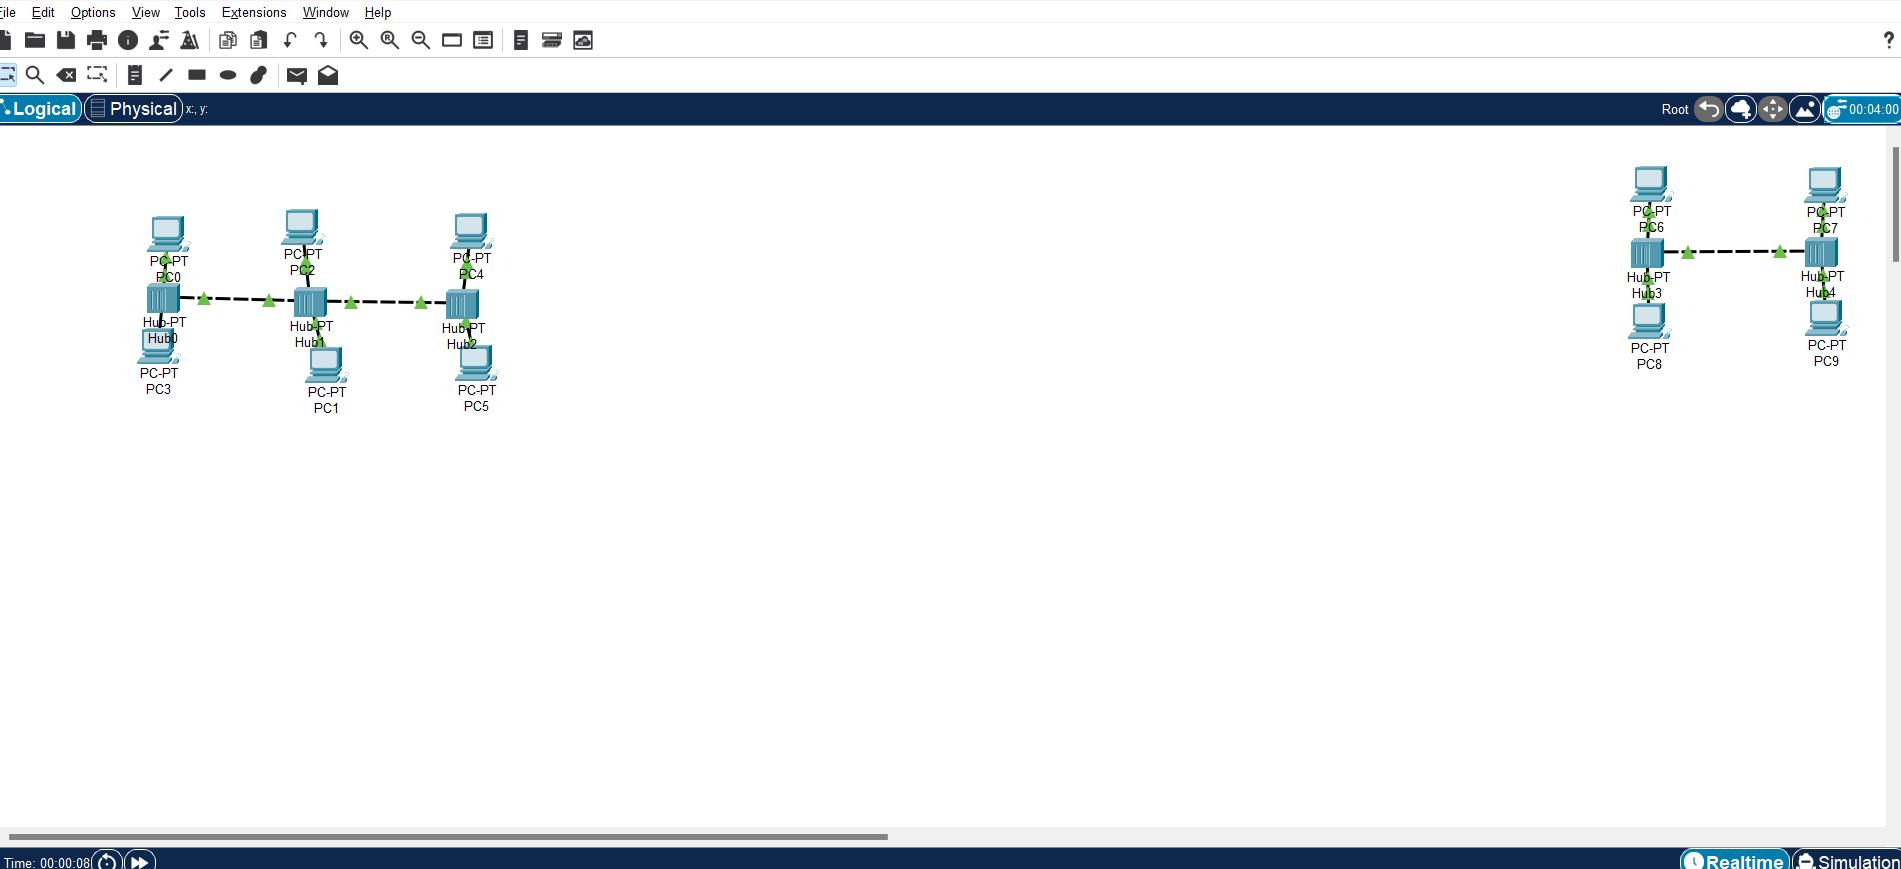 File Edit Options View Tools Extensions Window Help
?
Logical Physical x:, y: Root 00:04:00
PC-PT
PC0
PC-PT
PC2
PC-PT
PC4
Hub-PT
Hub0
Hub-PT
Hub1
Hub-PT
Hub2
PC-PT
PC3
PC-PT
PC1
PC-PT
PC5
PC-PT
PC6
PC-PT
PC7
Hub-PT
Hub3
Hub-PT
Hub4
PC-PT
PC8
PC-PT
PC9
Time: 00:00:08 Realtime Simulation